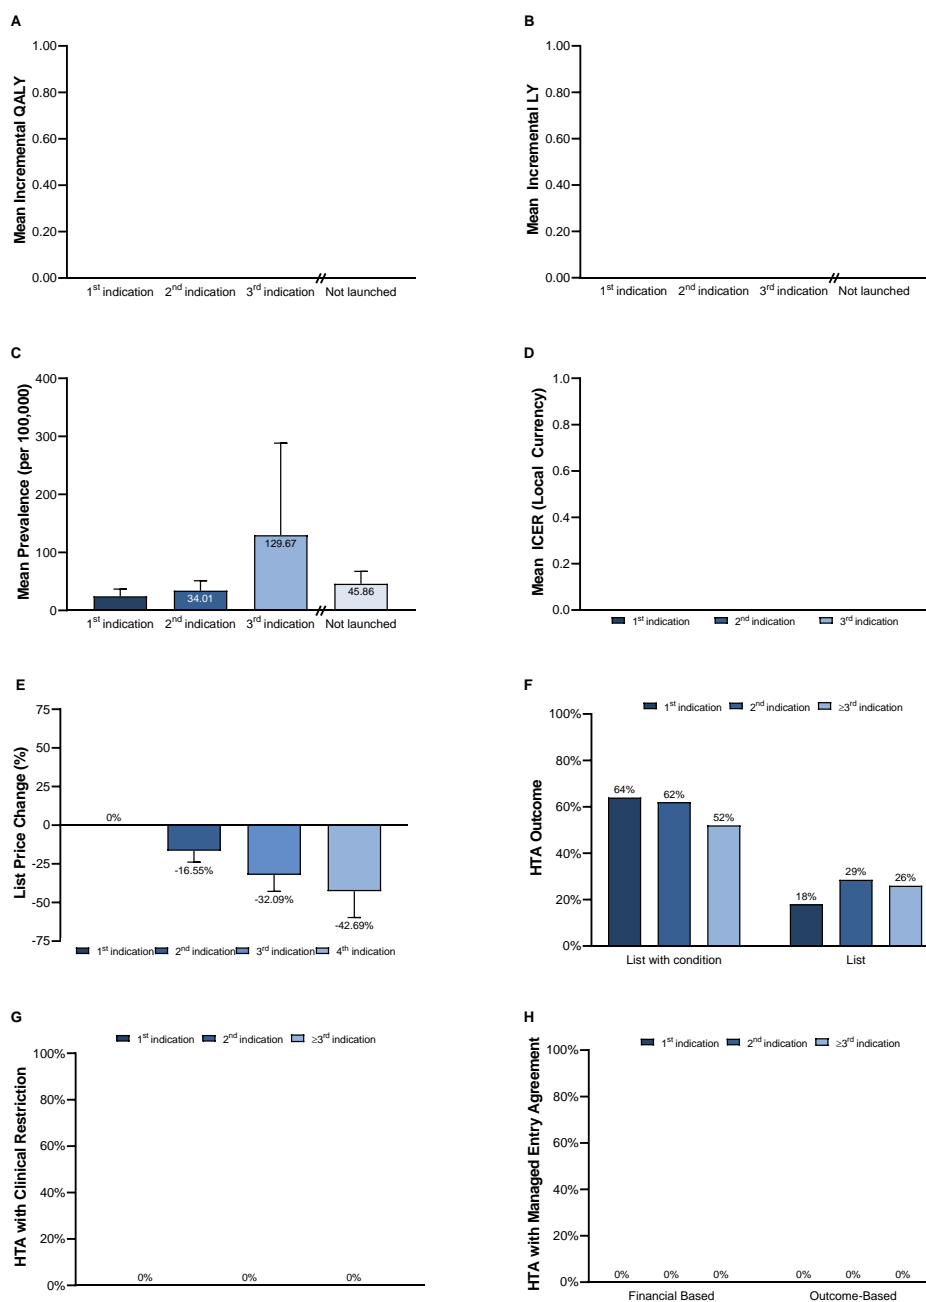 A
Mean Incremental QALY
1.00
0.80
0.60
0.40
0.20
0.00
1st indication 2nd indication 3rd indication Not launched
B
Mean Incremental LY
1.00
0.80
0.60
0.40
0.20
0.00
1st indication 2nd indication 3rd indication Not launched
C
Mean Prevalence (per 100,000)
400
300
200
100
0
34.01
129.67
45.86
1st indication 2nd indication 3rd indication Not launched
D
Mean ICER (Local Currency)
1.0
0.8
0.6
0.4
0.2
0.0
1st indication 2nd indication 3rd indication
E
List Price Change (%)
75
50
25
0
-25
-50
-75
0%
-16.55%
-32.09%
-42.69%
1st indication 2nd indication 3rd indication 4th indication
F
1st indication 2nd indication ≥3rd indication
HTA Outcome
100%
80%
60%
40%
20%
0%
64%
62%
52%
18%
29%
26%
List with condition List
G
1st indication 2nd indication ≥3rd indication
HTA with Clinical Restriction
100%
80%
60%
40%
20%
0%
0% 0% 0%
H
1st indication 2nd indication ≥3rd indication
HTA with Managed Entry Agreement
100%
80%
60%
40%
20%
0%
0% 0% 0% 0% 0% 0%
Financial Based Outcome-Based